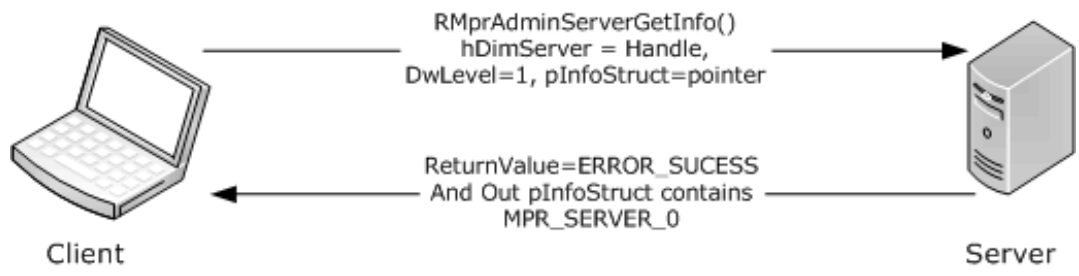 RMprAdminServerGetInfo()
hDimServer = Handle,
DwLevel=1, pInfoStruct=pointer
ReturnValue=ERROR_SUCESS
And Out pInfoStruct contains
MPR_SERVER_0
Client
Server